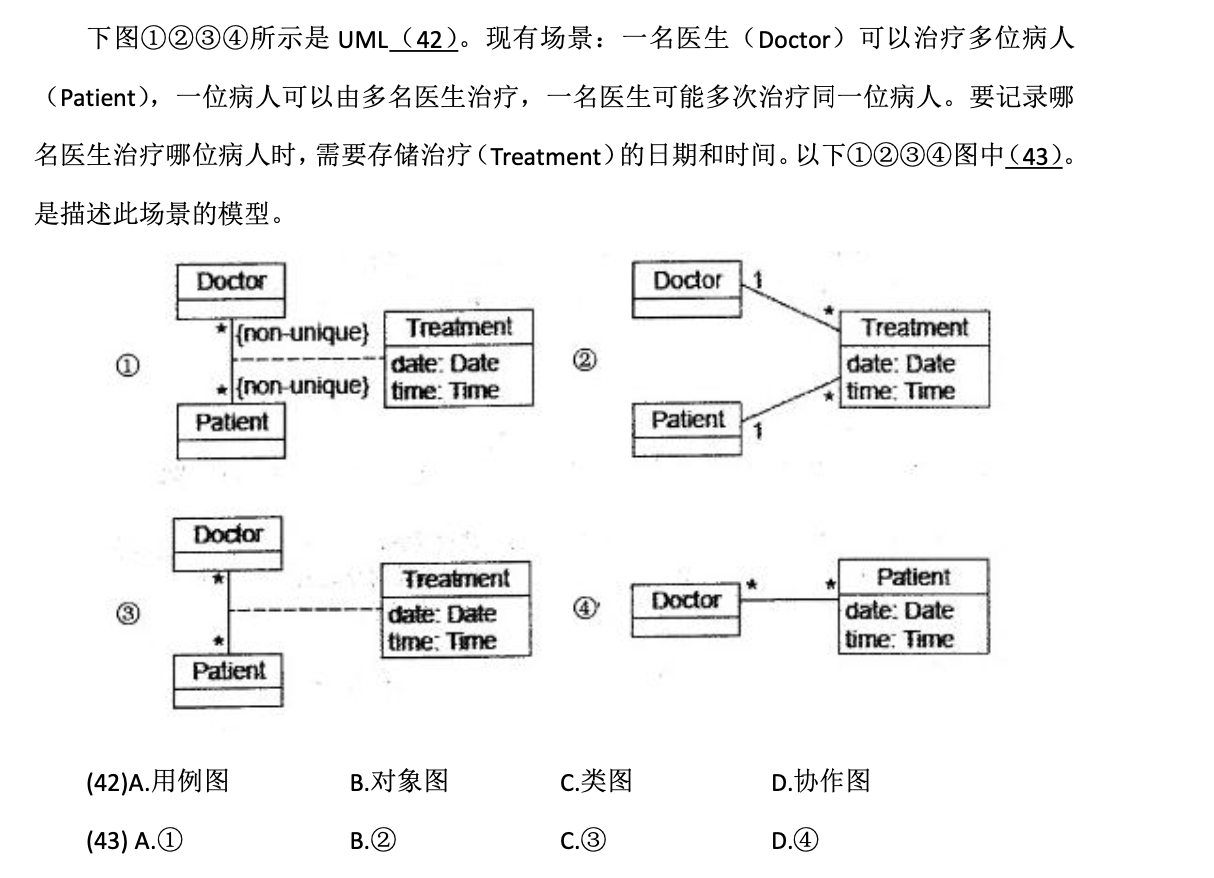 下图①②③④所示是 UML（42）。现有场景：一名医生（Doctor）可以治疗多位病人
（Patient），一位病人可以由多名医生治疗，一名医生可能多次治疗同一位病人。要记录哪
名医生治疗哪位病人时，需要存储治疗（Treatment）的日期和时间。以下①②③④图中（43）。
是描述此场景的模型。
①
Doctor
* {non-unique}
* {non-unique}
Patient
Treatment
date: Date
time: Time
②
Doctor 1
*
Treatment
date: Date
* time: Time
Patient 1
③
Doctor
*
*
Patient
Treatment
date: Date
time: Time
④
Doctor * *
Patient
date: Date
time: Time
(42)A.用例图 B.对象图 C.类图 D.协作图
(43) A.① B.② C.③ D.④